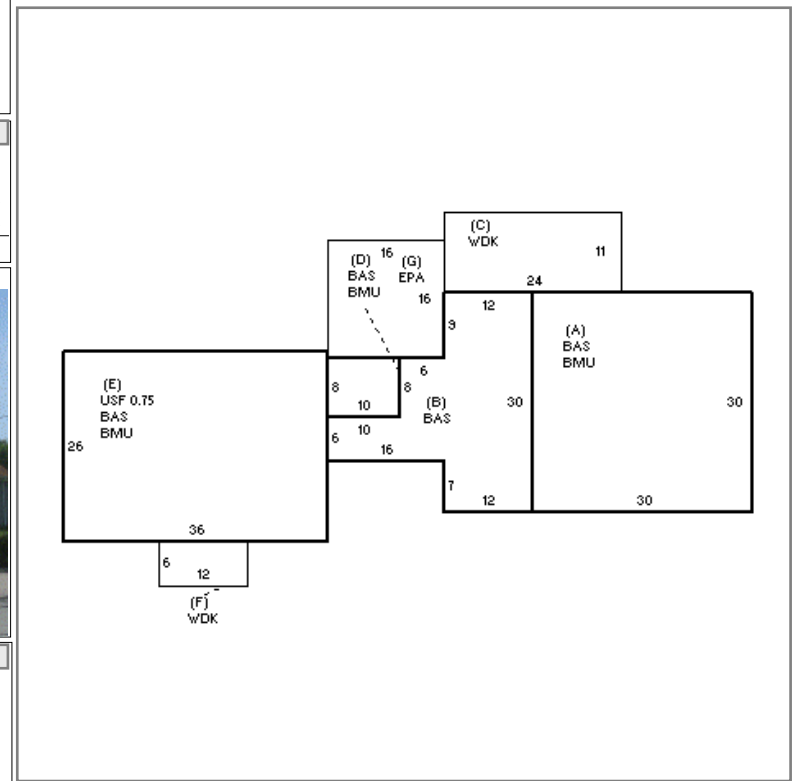 (C)
WDK
11
24
16
(D)
BAS
BMU
(G)
EPA
16
12
9
(A)
BAS
BMU
30
30
30
6
8
8
10
(B)
BAS
6
10
16
7
12
(E)
USF 0.75
BAS
BMU
26
36
6
12
(F)
WDK